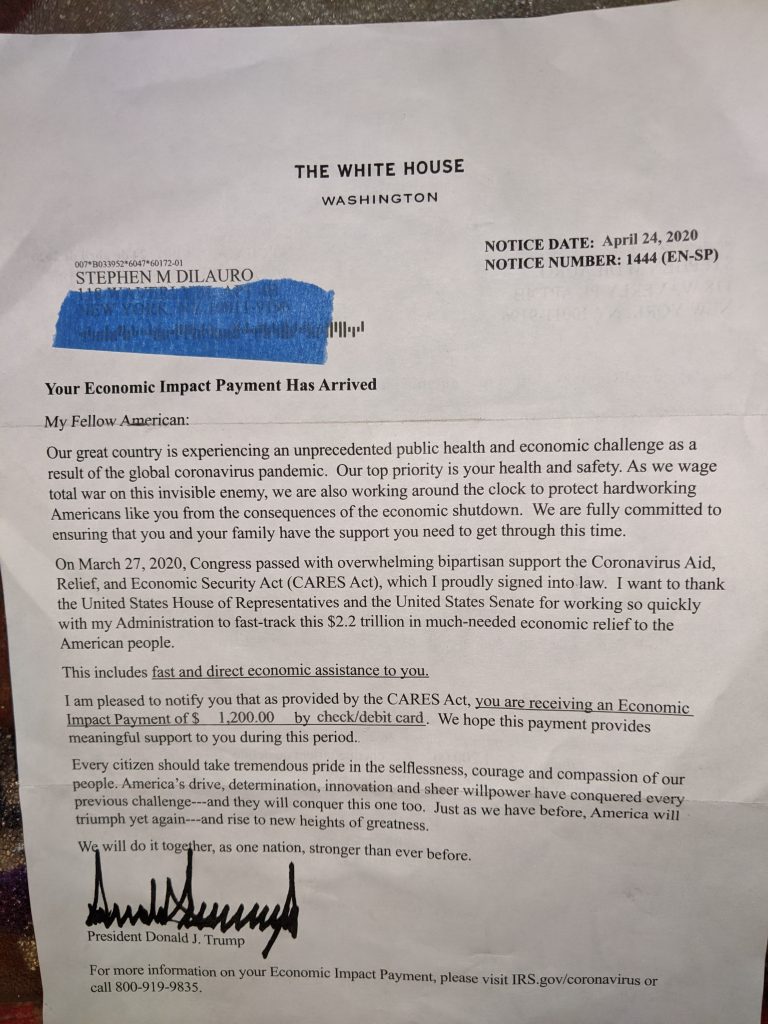 THE WHITE HOUSE
WASHINGTON
NOTICE DATE: April 24, 2020
NOTICE NUMBER: 1444 (EN-SP)
007*B033952*6047*60172-01
STEPHEN M DILAURO
Your Economic Impact Payment Has Arrived
My Fellow American:
Our great country is experiencing an unprecedented public health and economic challenge as a
result of the global coronavirus pandemic. Our top priority is your health and safety. As we wage
total war on this invisible enemy, we are also working around the clock to protect hardworking
Americans like you from the consequences of the economic shutdown. We are fully committed to
ensuring that you and your family have the support you need to get through this time.
On March 27, 2020, Congress passed with overwhelming bipartisan support the Coronavirus Aid,
Relief, and Economic Security Act (CARES Act), which I proudly signed into law. I want to thank
the United States House of Representatives and the United States Senate for working so quickly
with my Administration to fast-track this $2.2 trillion in much-needed economic relief to the
American people.
This includes fast and direct economic assistance to you.
I am pleased to notify you that as provided by the CARES Act, you are receiving an Economic
Impact Payment of $ 1,200.00 by check/debit card. We hope this payment provides
meaningful support to you during this period.
Every citizen should take tremendous pride in the selflessness, courage and compassion of our
people. America's drive, determination, innovation and sheer willpower have conquered every
previous challenge---and they will conquer this one too. Just as we have before, America will
triumph yet again---and rise to new heights of greatness.
We will do it together, as one nation, stronger than ever before.
President Donald J. Trump
For more information on your Economic Impact Payment, please visit IRS.gov/coronavirus or
call 800-919-9835.